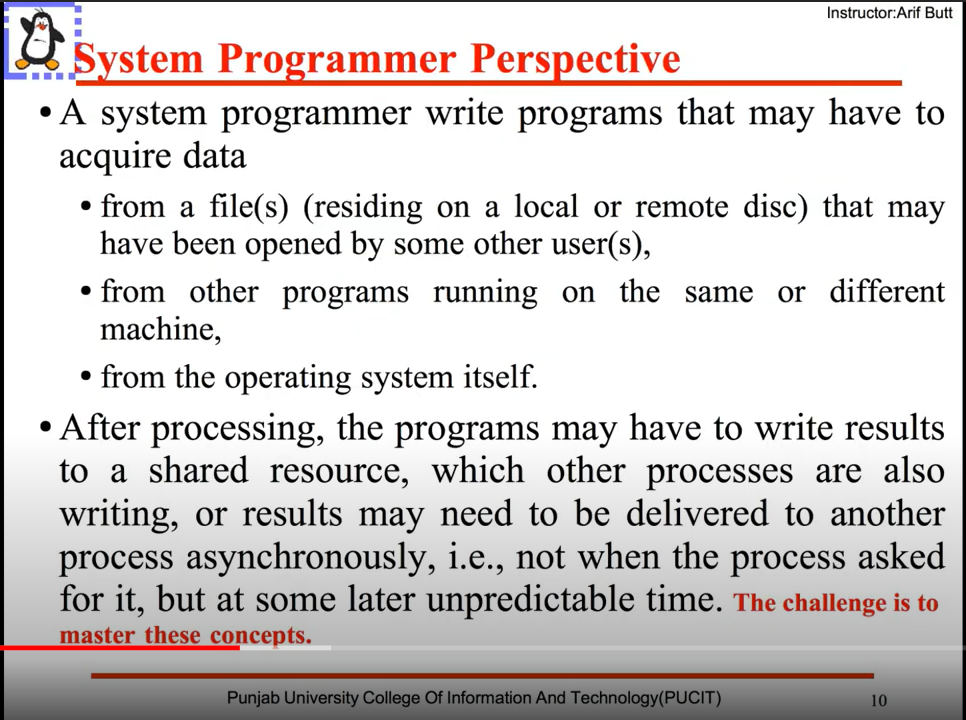 Instructor:Arif Butt
System Programmer Perspective
• A system programmer write programs that may have to
acquire data
• from a file(s) (residing on a local or remote disc) that may
have been opened by some other user(s),
• from other programs running on the same or different
machine,
• from the operating system itself.
• After processing, the programs may have to write results
to a shared resource, which other processes are also
writing, or results may need to be delivered to another
process asynchronously, i.e., not when the process asked
for it, but at some later unpredictable time. The challenge is to
master these concepts.
Punjab University College Of Information And Technology(PUCIT)
10